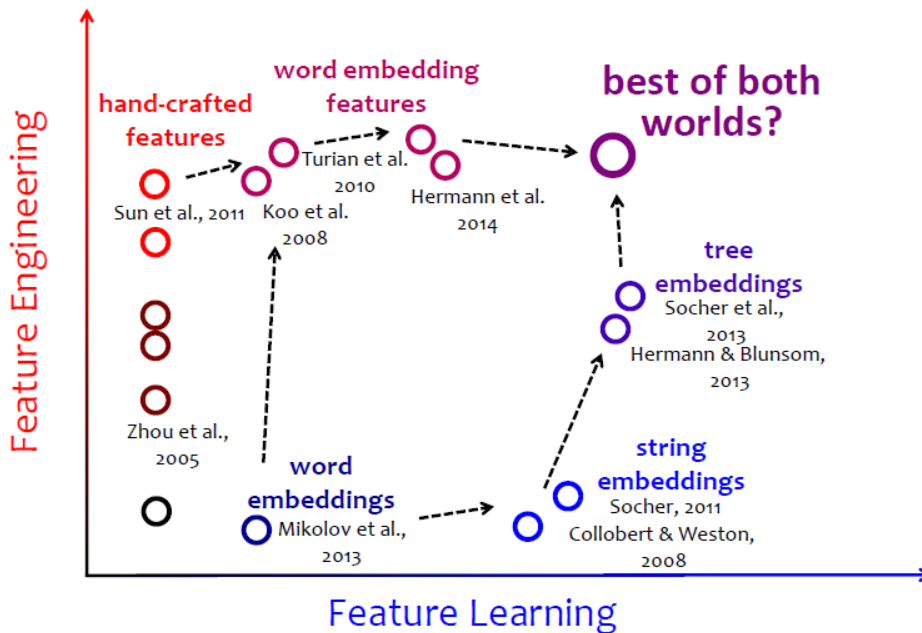 Feature Engineering
hand-crafted
features
Sun et al., 2011
Zhou et al.,
2005
word embedding
features
Turian et al.
2010
Koo et al.
2008
Hermann et al.
2014
best of both
worlds?
tree
embeddings
Socher et al.,
2013
Hermann & Blunsom,
2013
word
embeddings
Mikolov et al.,
2013
string
embeddings
Socher, 2011
Collobert & Weston,
2008
Feature Learning